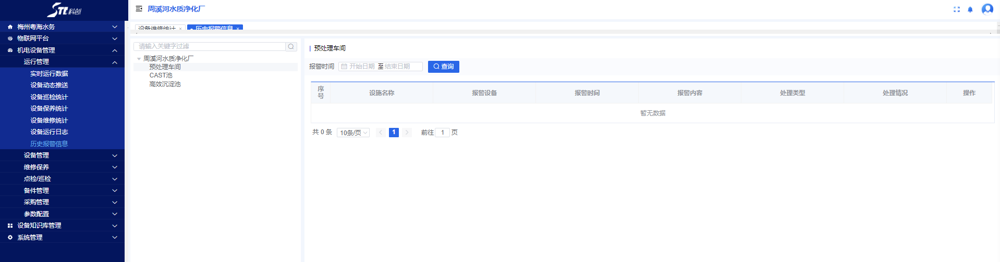 STC科创
周溪河水质净化厂
梅州粤海水务
物联网平台
机电设备管理
运行管理
实时运行数据
设备动态推送
设备巡检统计
设备保养统计
设备维修统计
设备运行日志
历史报警信息
设备管理
维修保养
点检/巡检
备件管理
采购管理
参数配置
设备知识库管理
系统管理
设备维修统计 ×
历史报警信息 ×
请输入关键字过滤
周溪河水质净化厂
预处理车间
CAST池
高效沉淀池
预处理车间
报警时间 开始日期 至 结束日期 查询
序号 设施名称 报警设备 报警时间 报警内容 处理类型 处理情况 操作
暂无数据
共 0 条 10条/页 1 前往 1 页